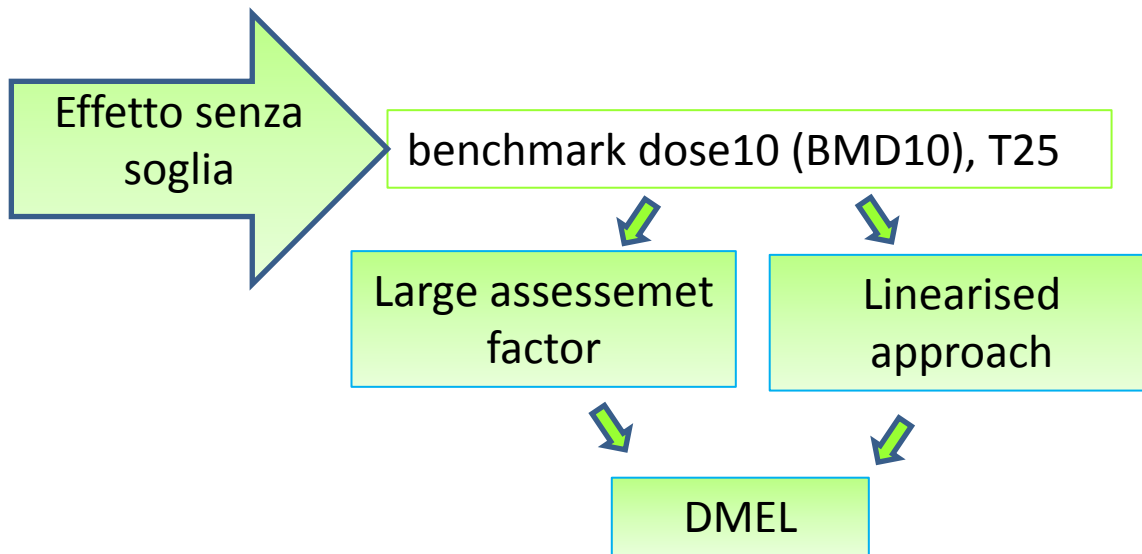 Effetto senza
soglia
benchmark dose10 (BMD10), T25
Large assessemet
factor
Linearised
approach
DMEL